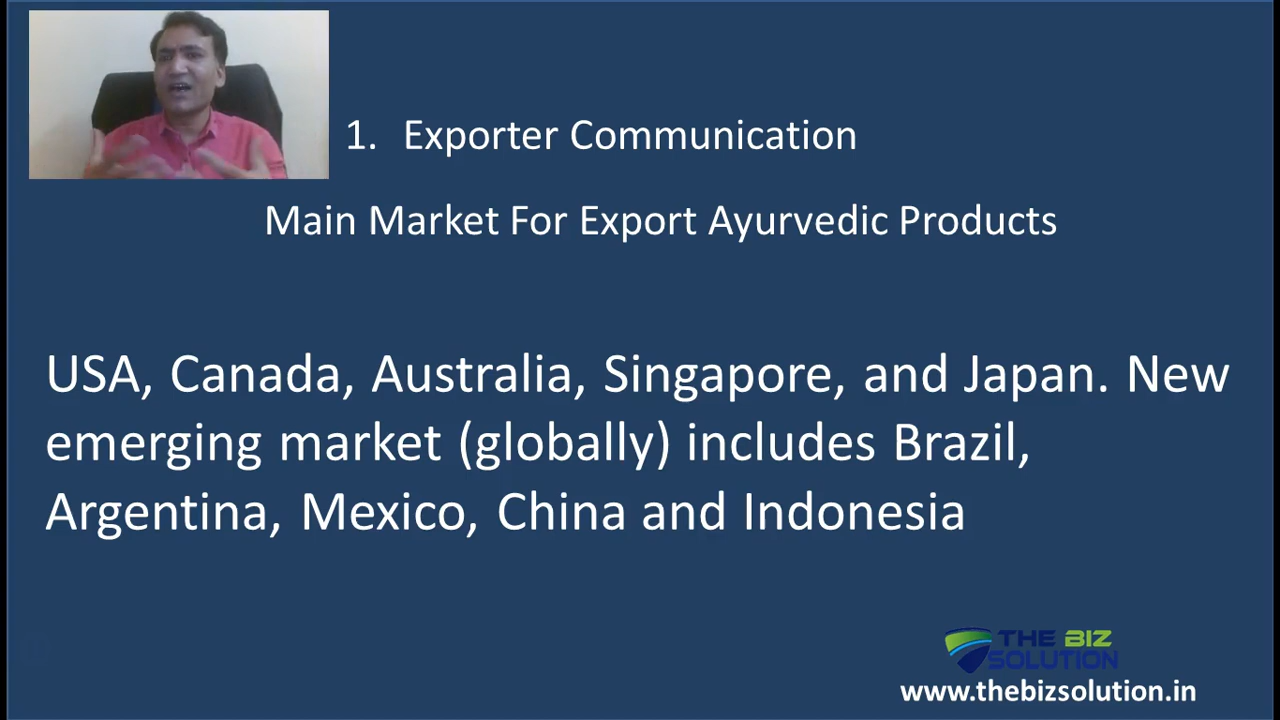 1. Exporter Communication
Main Market For Export Ayurvedic Products
USA, Canada, Australia, Singapore, and Japan. New
emerging market (globally) includes Brazil,
Argentina, Mexico, China and Indonesia
THE BIZ
SOLUTION
www.thebizsolution.in